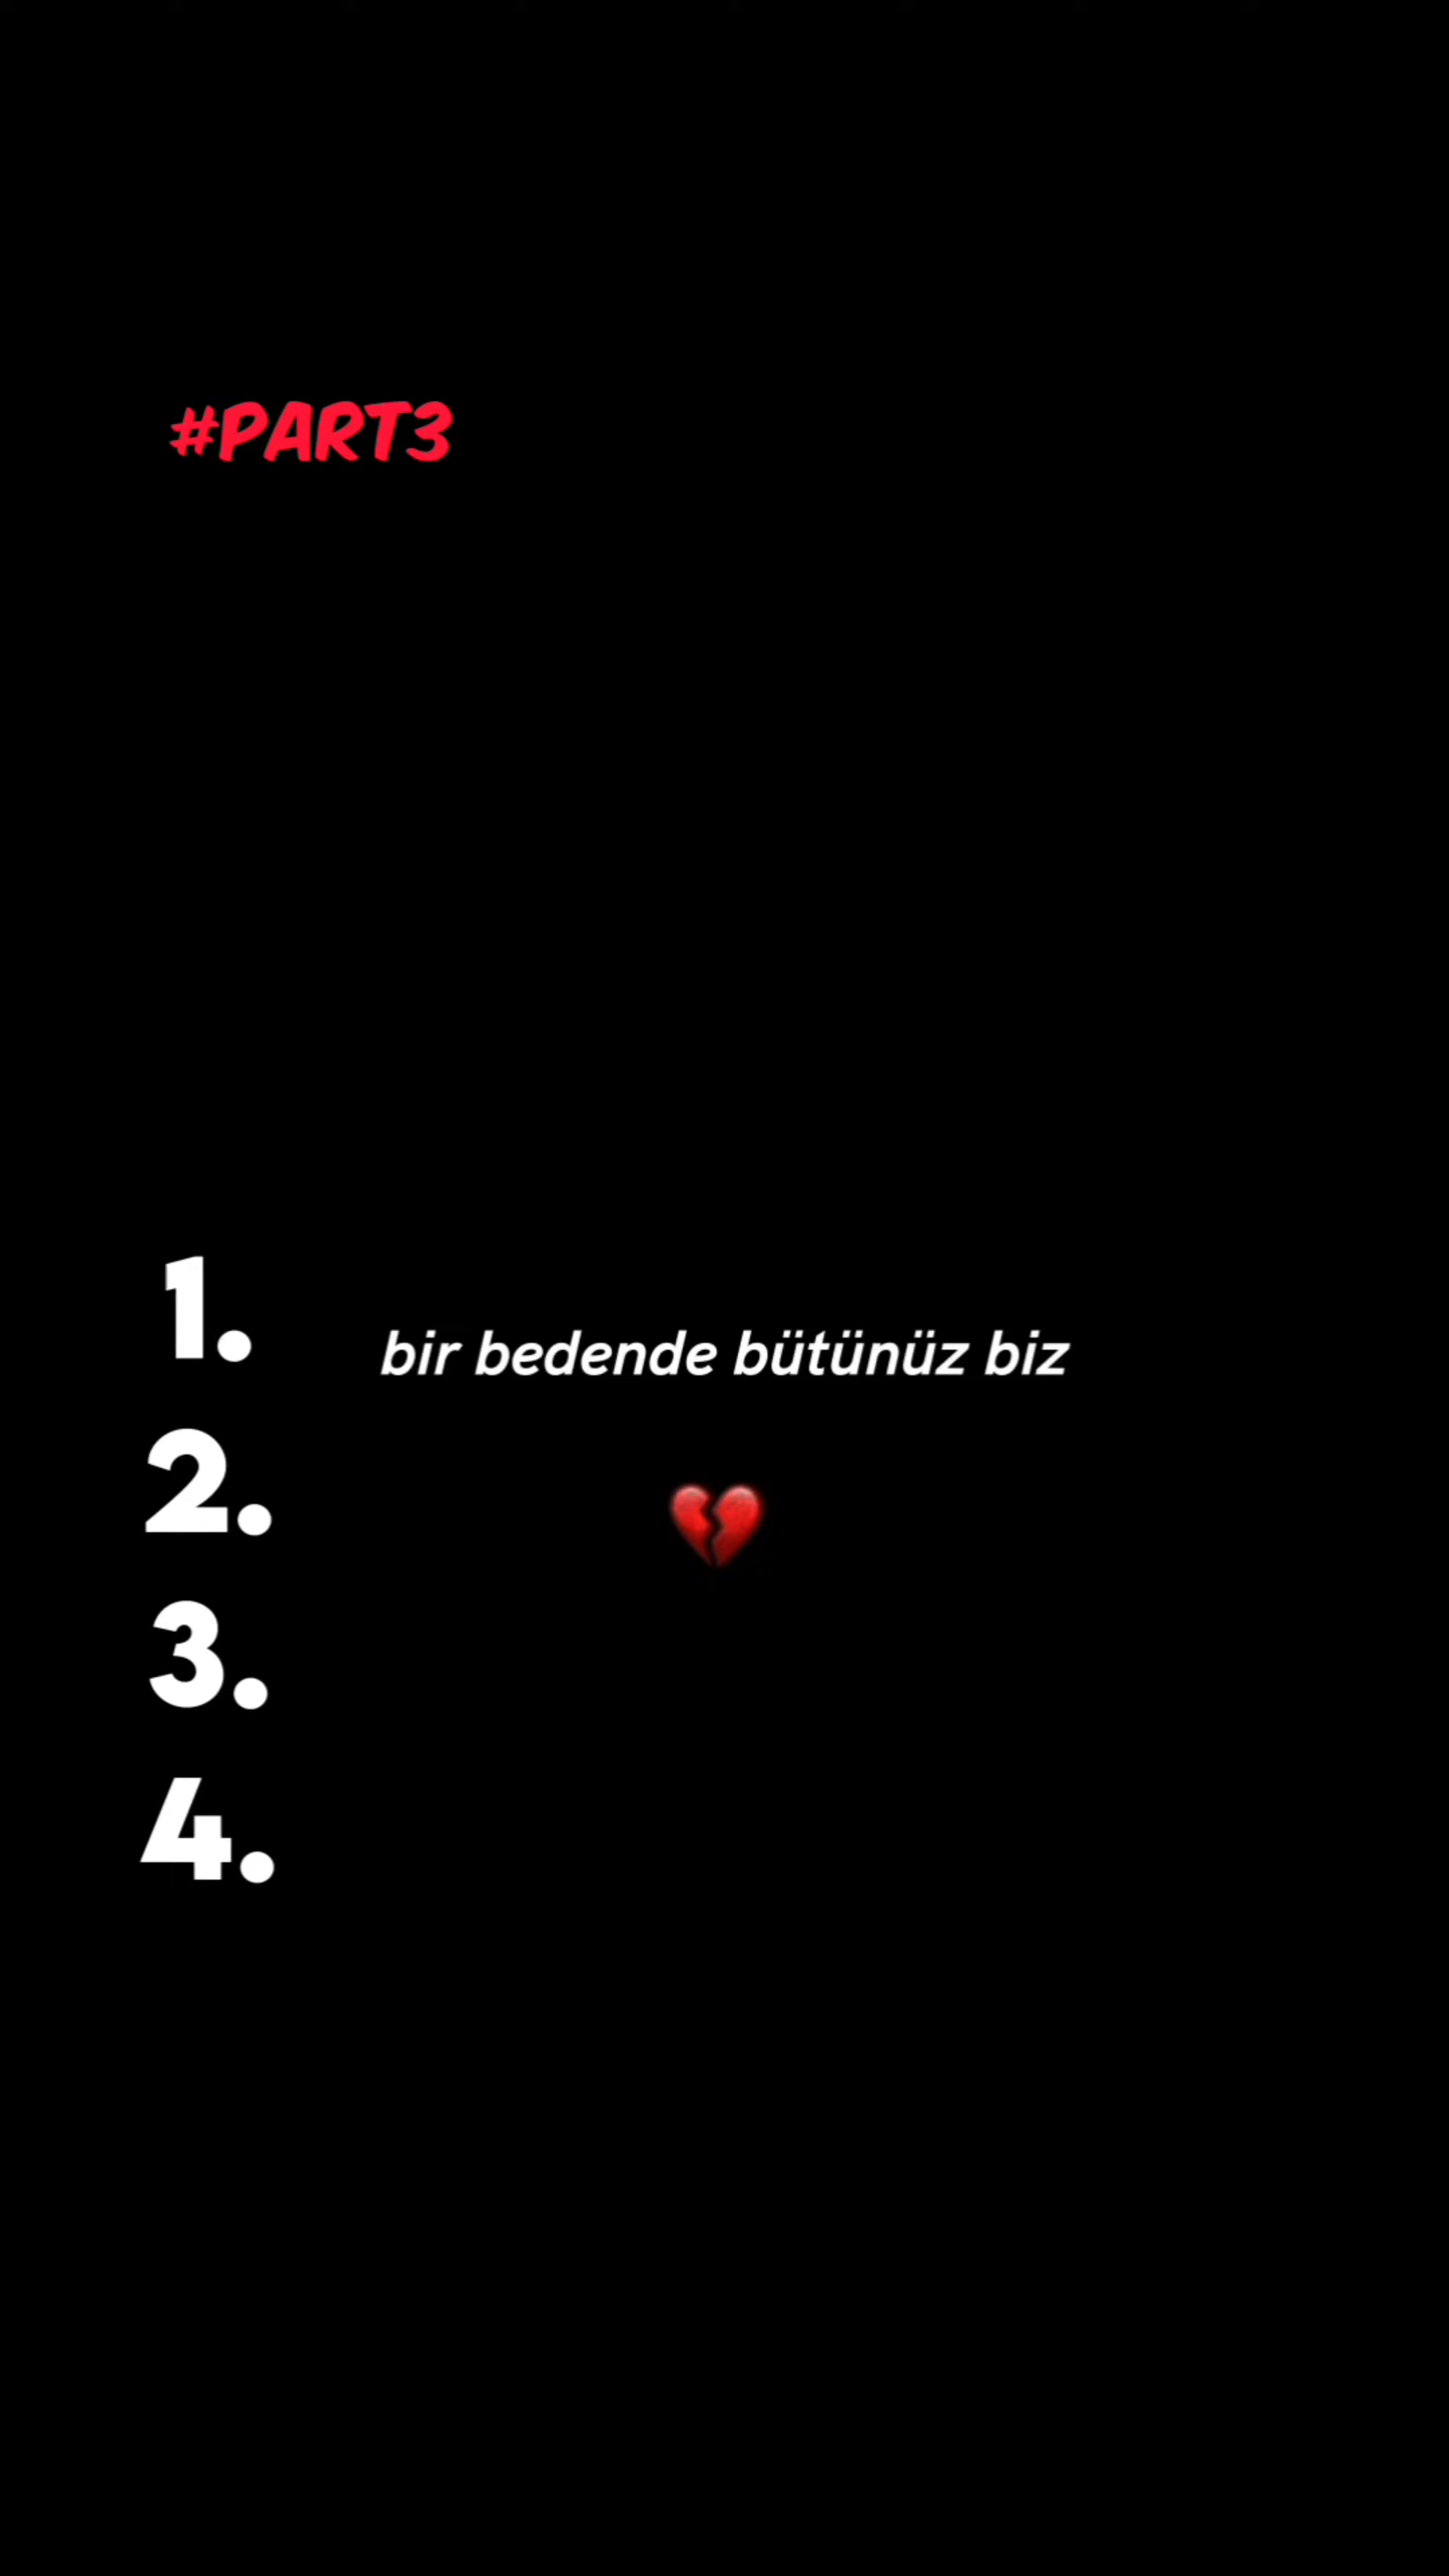 #PART3
1.
bir bedende bütünüz biz
2.
💔
3.
4.